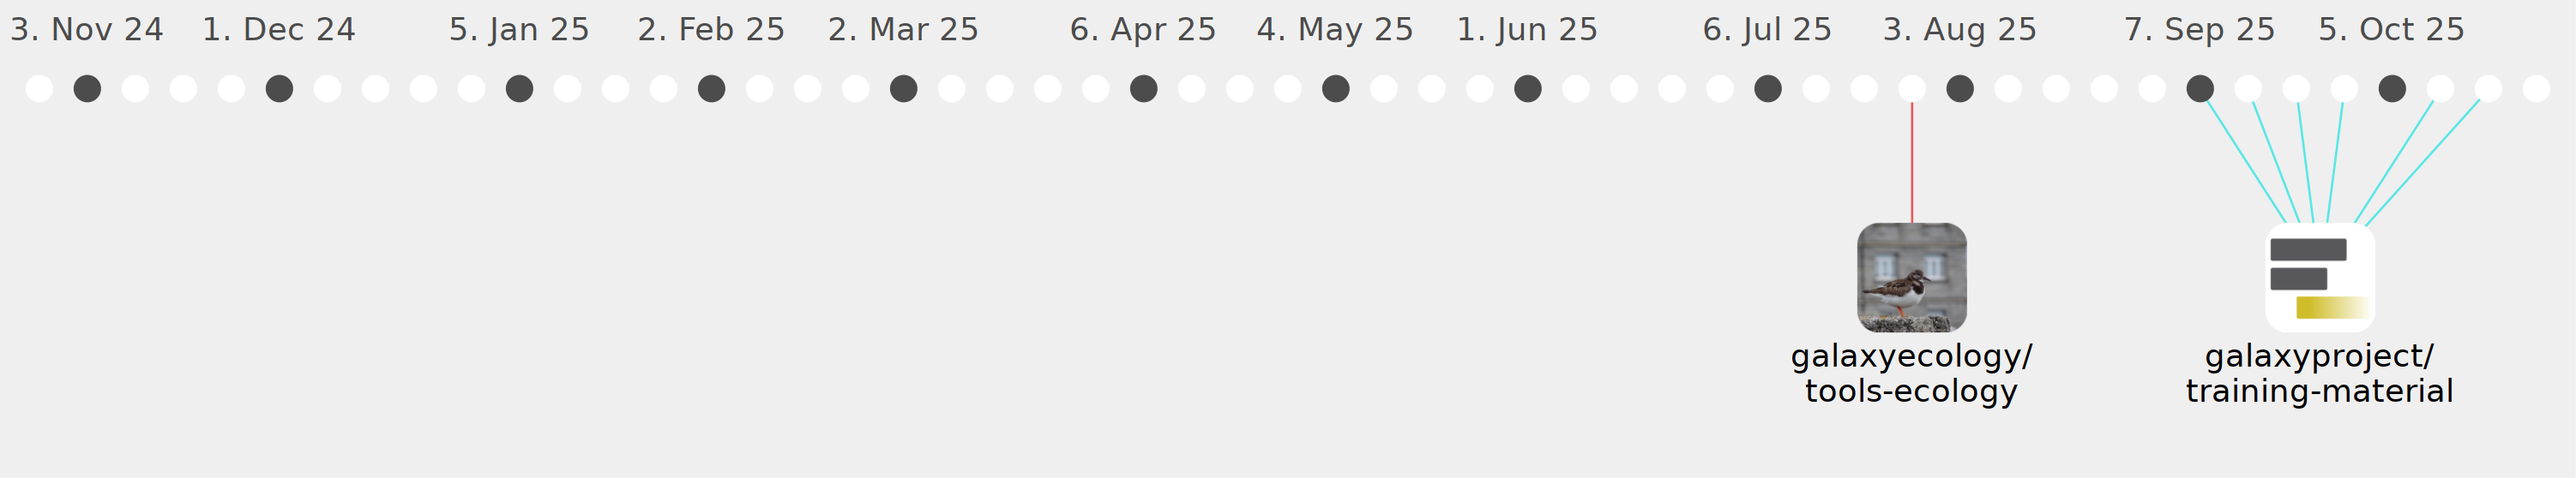 3. Nov 24 1. Dec 24 5. Jan 25 2. Feb 25 2. Mar 25 6. Apr 25 4. May 25 1. Jun 25 6. Jul 25 3. Aug 25 7. Sep 25 5. Oct 25
galaxyecology/
tools-ecology
galaxyproject/
training-material